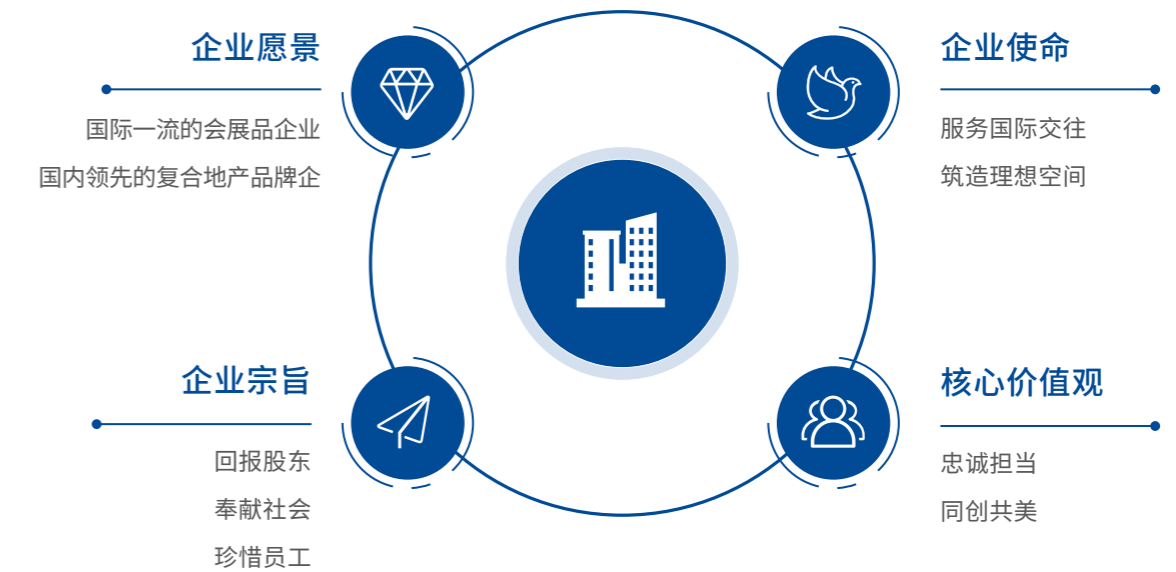 企业愿景
国际一流的会展品企业
国内领先的复合地产品牌企
企业使命
服务国际交往
筑造理想空间
企业宗旨
回报股东
奉献社会
珍惜员工
核心价值观
忠诚担当
同创共美